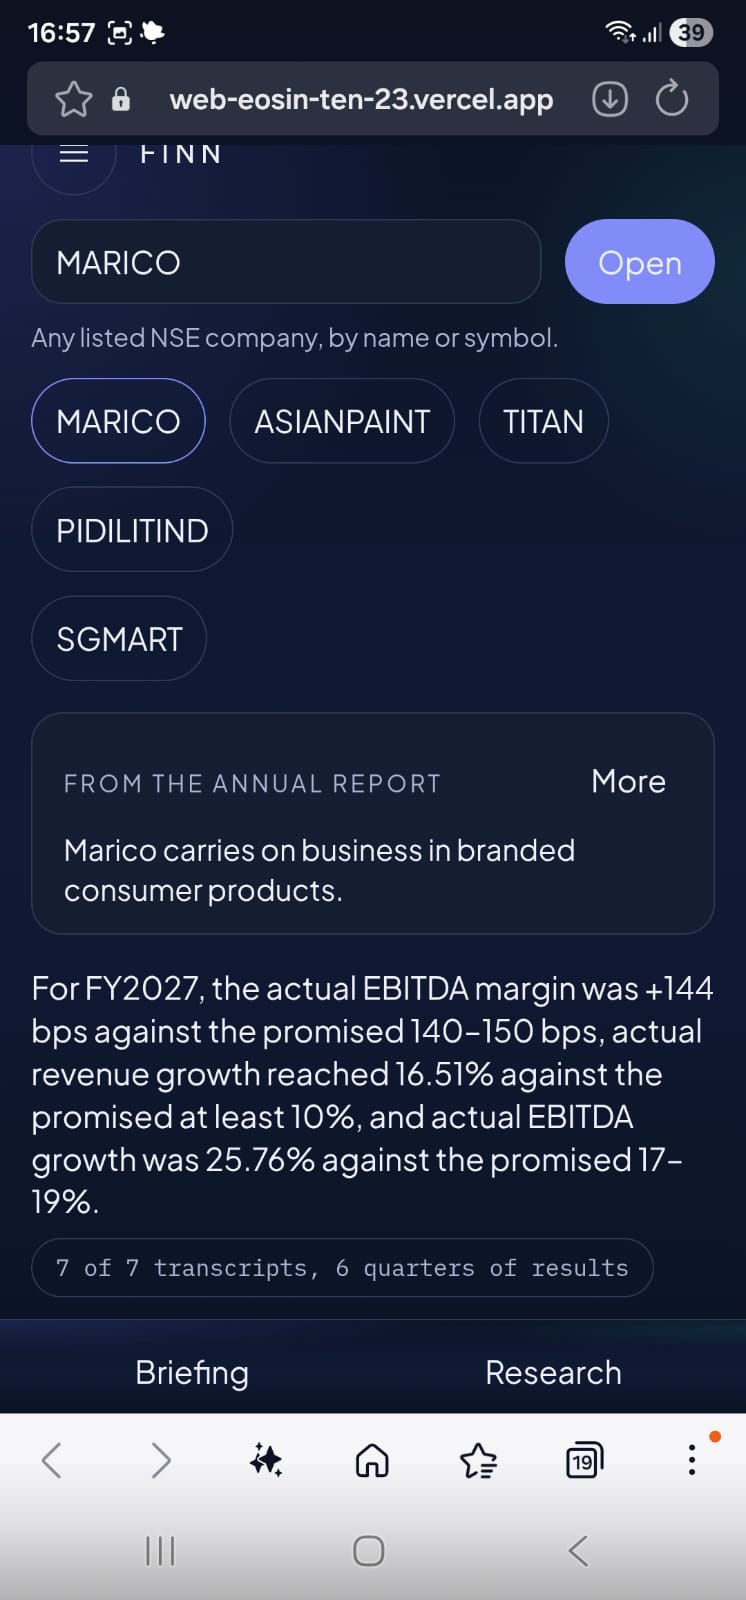 16:57
39
web-eosin-ten-23.vercel.app
FINN
MARICO
Open
Any listed NSE company, by name or symbol.
MARICO
ASIANPAINT
TITAN
PIDILITIND
SGMART
FROM THE ANNUAL REPORT
More
Marico carries on business in branded
consumer products.
For FY2027, the actual EBITDA margin was +144
bps against the promised 140–150 bps, actual
revenue growth reached 16.51% against the
promised at least 10%, and actual EBITDA
growth was 25.76% against the promised 17–
19%.
7 of 7 transcripts, 6 quarters of results
Briefing
Research
19